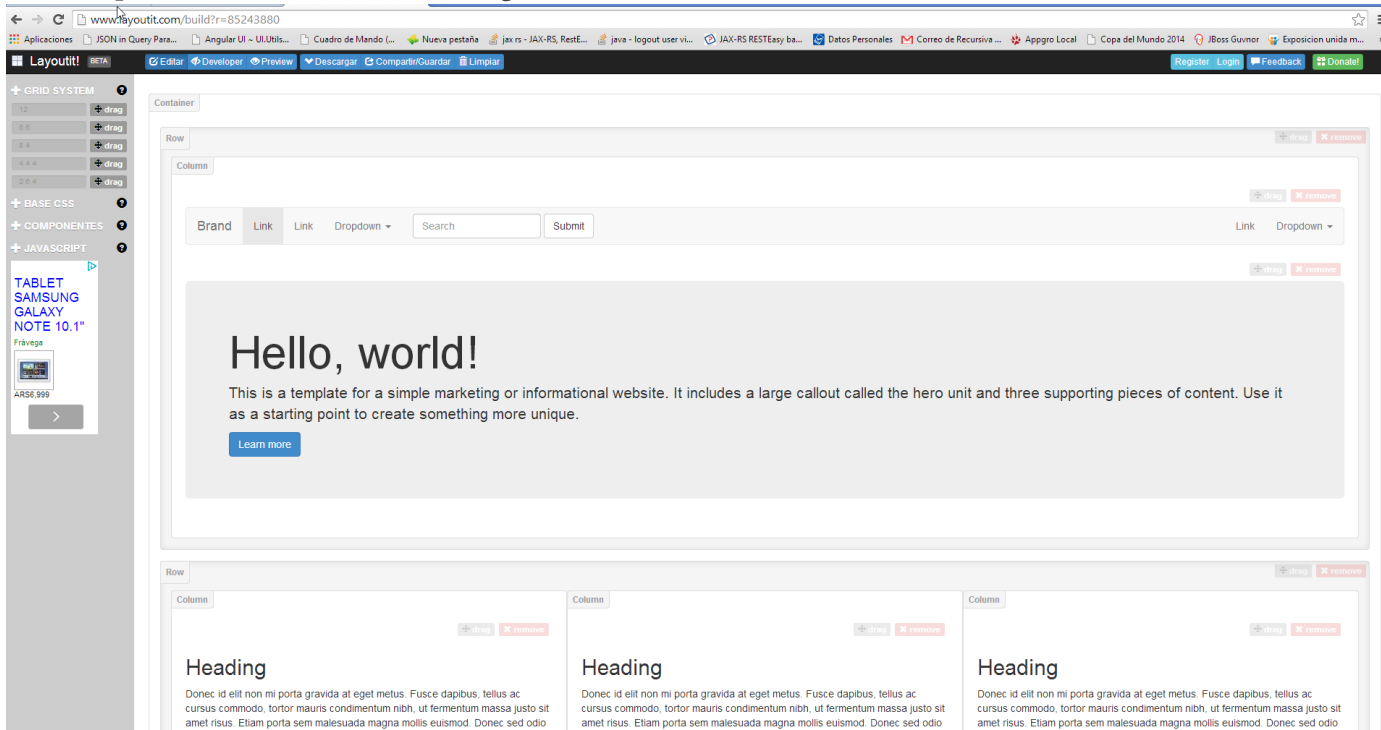 www.layoutit.com/build?r=85243880
Aplicaciones JSON in Query Para... Angular UI ~ UI.Utils... Cuadro de Mando (... Nueva pestaña jax rs - JAX-RS, RestE... java - logout user vi... JAX-RS RESTEasy ba... Datos Personales Correo de Recursiva ... Appgro Local Copa del Mundo 2014 JBoss Guvnor Exposicion unida m...
Layoutit! BETA Editar Developer Preview Descargar Compartir/Guardar Limpiar Register Login Feedback Donate!
GRID SYSTEM
12 drag
6 6 drag
8 4 drag
4 4 4 drag
2 6 4 drag
BASE CSS
COMPONENTES
JAVASCRIPT
TABLET
SAMSUNG
GALAXY
NOTE 10.1"
Frávega
ARS6,999
Container
Row drag remove
Column
drag remove
Brand Link Link Dropdown Search Submit Link Dropdown
drag remove
Hello, world!
This is a template for a simple marketing or informational website. It includes a large callout called the hero unit and three supporting pieces of content. Use it
as a starting point to create something more unique.
Learn more
Row drag remove
Column Column Column
drag remove drag remove drag remove
Heading
Donec id elit non mi porta gravida at eget metus. Fusce dapibus, tellus ac
cursus commodo, tortor mauris condimentum nibh, ut fermentum massa justo sit
amet risus. Etiam porta sem malesuada magna mollis euismod. Donec sed odio
Heading
Donec id elit non mi porta gravida at eget metus. Fusce dapibus, tellus ac
cursus commodo, tortor mauris condimentum nibh, ut fermentum massa justo sit
amet risus. Etiam porta sem malesuada magna mollis euismod. Donec sed odio
Heading
Donec id elit non mi porta gravida at eget metus. Fusce dapibus, tellus ac
cursus commodo, tortor mauris condimentum nibh, ut fermentum massa justo sit
amet risus. Etiam porta sem malesuada magna mollis euismod. Donec sed odio